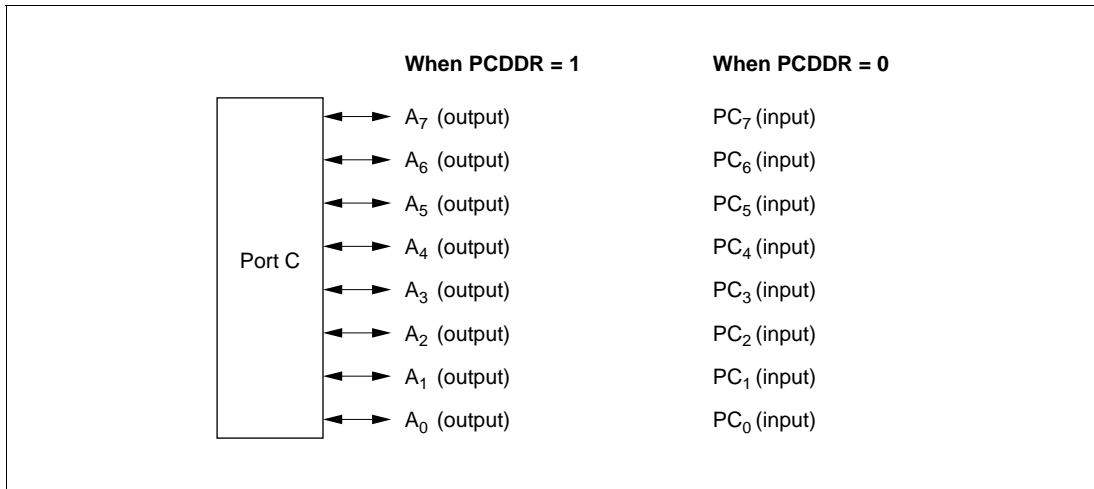 When PCDDR = 1 When PCDDR = 0
A₇ (output) PC₇ (input)
A₆ (output) PC₆ (input)
A₅ (output) PC₅ (input)
Port C A₄ (output) PC₄ (input)
A₃ (output) PC₃ (input)
A₂ (output) PC₂ (input)
A₁ (output) PC₁ (input)
A₀ (output) PC₀ (input)